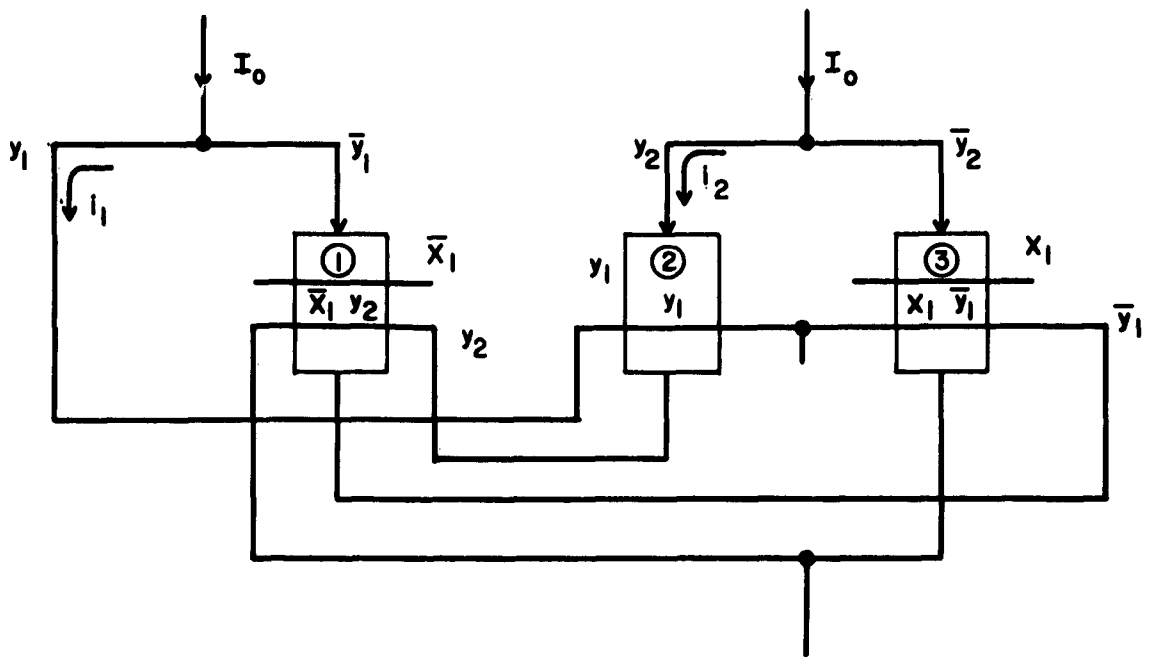 I₀ I₀
y₁ ȳ₁ y₂ ȳ₂
i₁ i₂
① x̄₁ y₁ ② ③ x₁
x̄₁ y₂ y₁ x₁ ȳ₁
y₂ ȳ₁